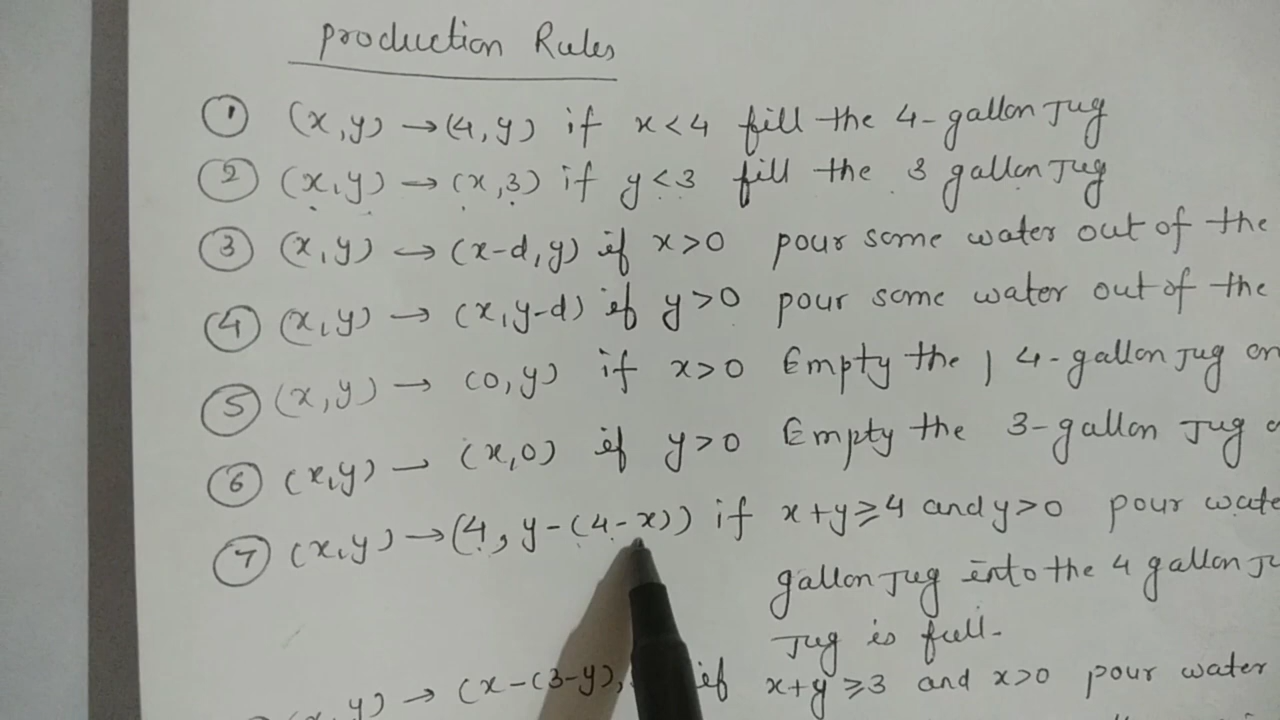 Production Rules
① (x,y) → (4,y) if x<4 fill the 4-gallon Jug
② (x,y) → (x,3) if y<3 fill the 3 gallon Jug
③ (x,y) → (x-d,y) if x>0 pour some water out of the
④ (x,y) → (x,y-d) if y>0 pour some water out of the
⑤ (x,y) → (0,y) if x>0 Empty the 4-gallon Jug on
⑥ (x,y) → (x,0) if y>0 Empty the 3-gallon Jug
⑦ (x,y) → (4, y-(4-x)) if x+y≥4 and y>0 pour wate
gallon Jug into the 4 gallon Ju
Jug is full.
y) → (x-(3-y), if x+y≥3 and x>0 pour water